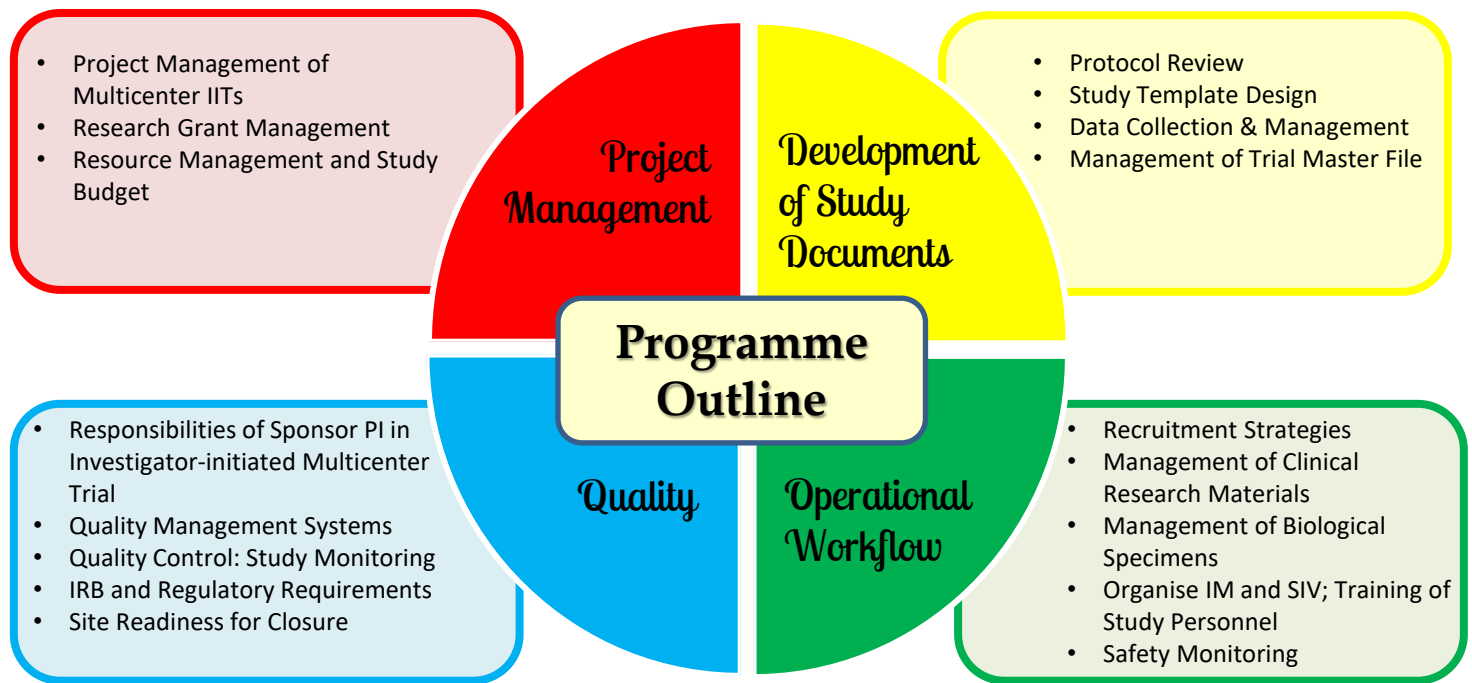 • Project Management of
Multicenter IITs
• Research Grant Management
• Resource Management and Study
Budget
Project
Management
Development
of Study
Documents
• Protocol Review
• Study Template Design
• Data Collection & Management
• Management of Trial Master File
Programme
Outline
• Responsibilities of Sponsor PI in
Investigator-initiated Multicenter
Trial
• Quality Management Systems
• Quality Control: Study Monitoring
• IRB and Regulatory Requirements
• Site Readiness for Closure
Quality
Operational
Workflow
• Recruitment Strategies
• Management of Clinical
Research Materials
• Management of Biological
Specimens
• Organise IM and SIV; Training of
Study Personnel
• Safety Monitoring